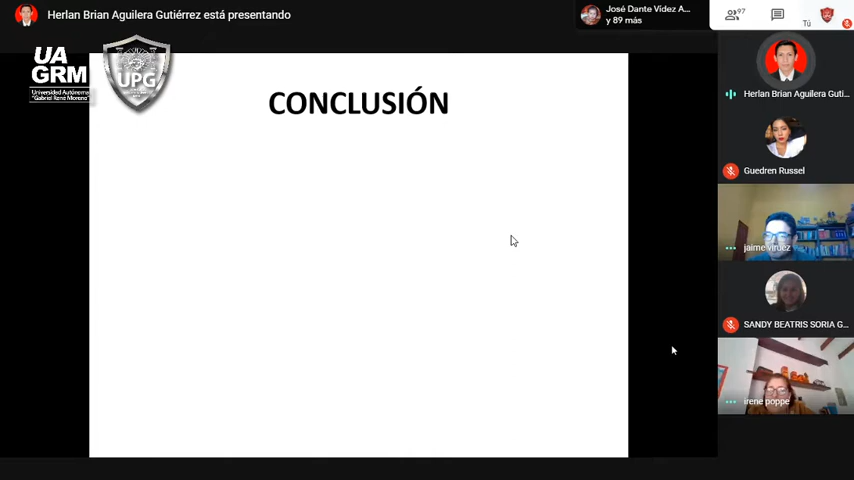 Herlan Brian Aguilera Gutiérrez está presentando
José Dante Vídez A...
y 89 más
97
Tú
UA
GRM
Universidad Autónoma
"Gabriel René Moreno"
UPG
CONCLUSIÓN
Herlan Brian Aguilera Guti...
Guedren Russel
jaime viruez
SANDY BEATRIS SORIA G...
irene poppe